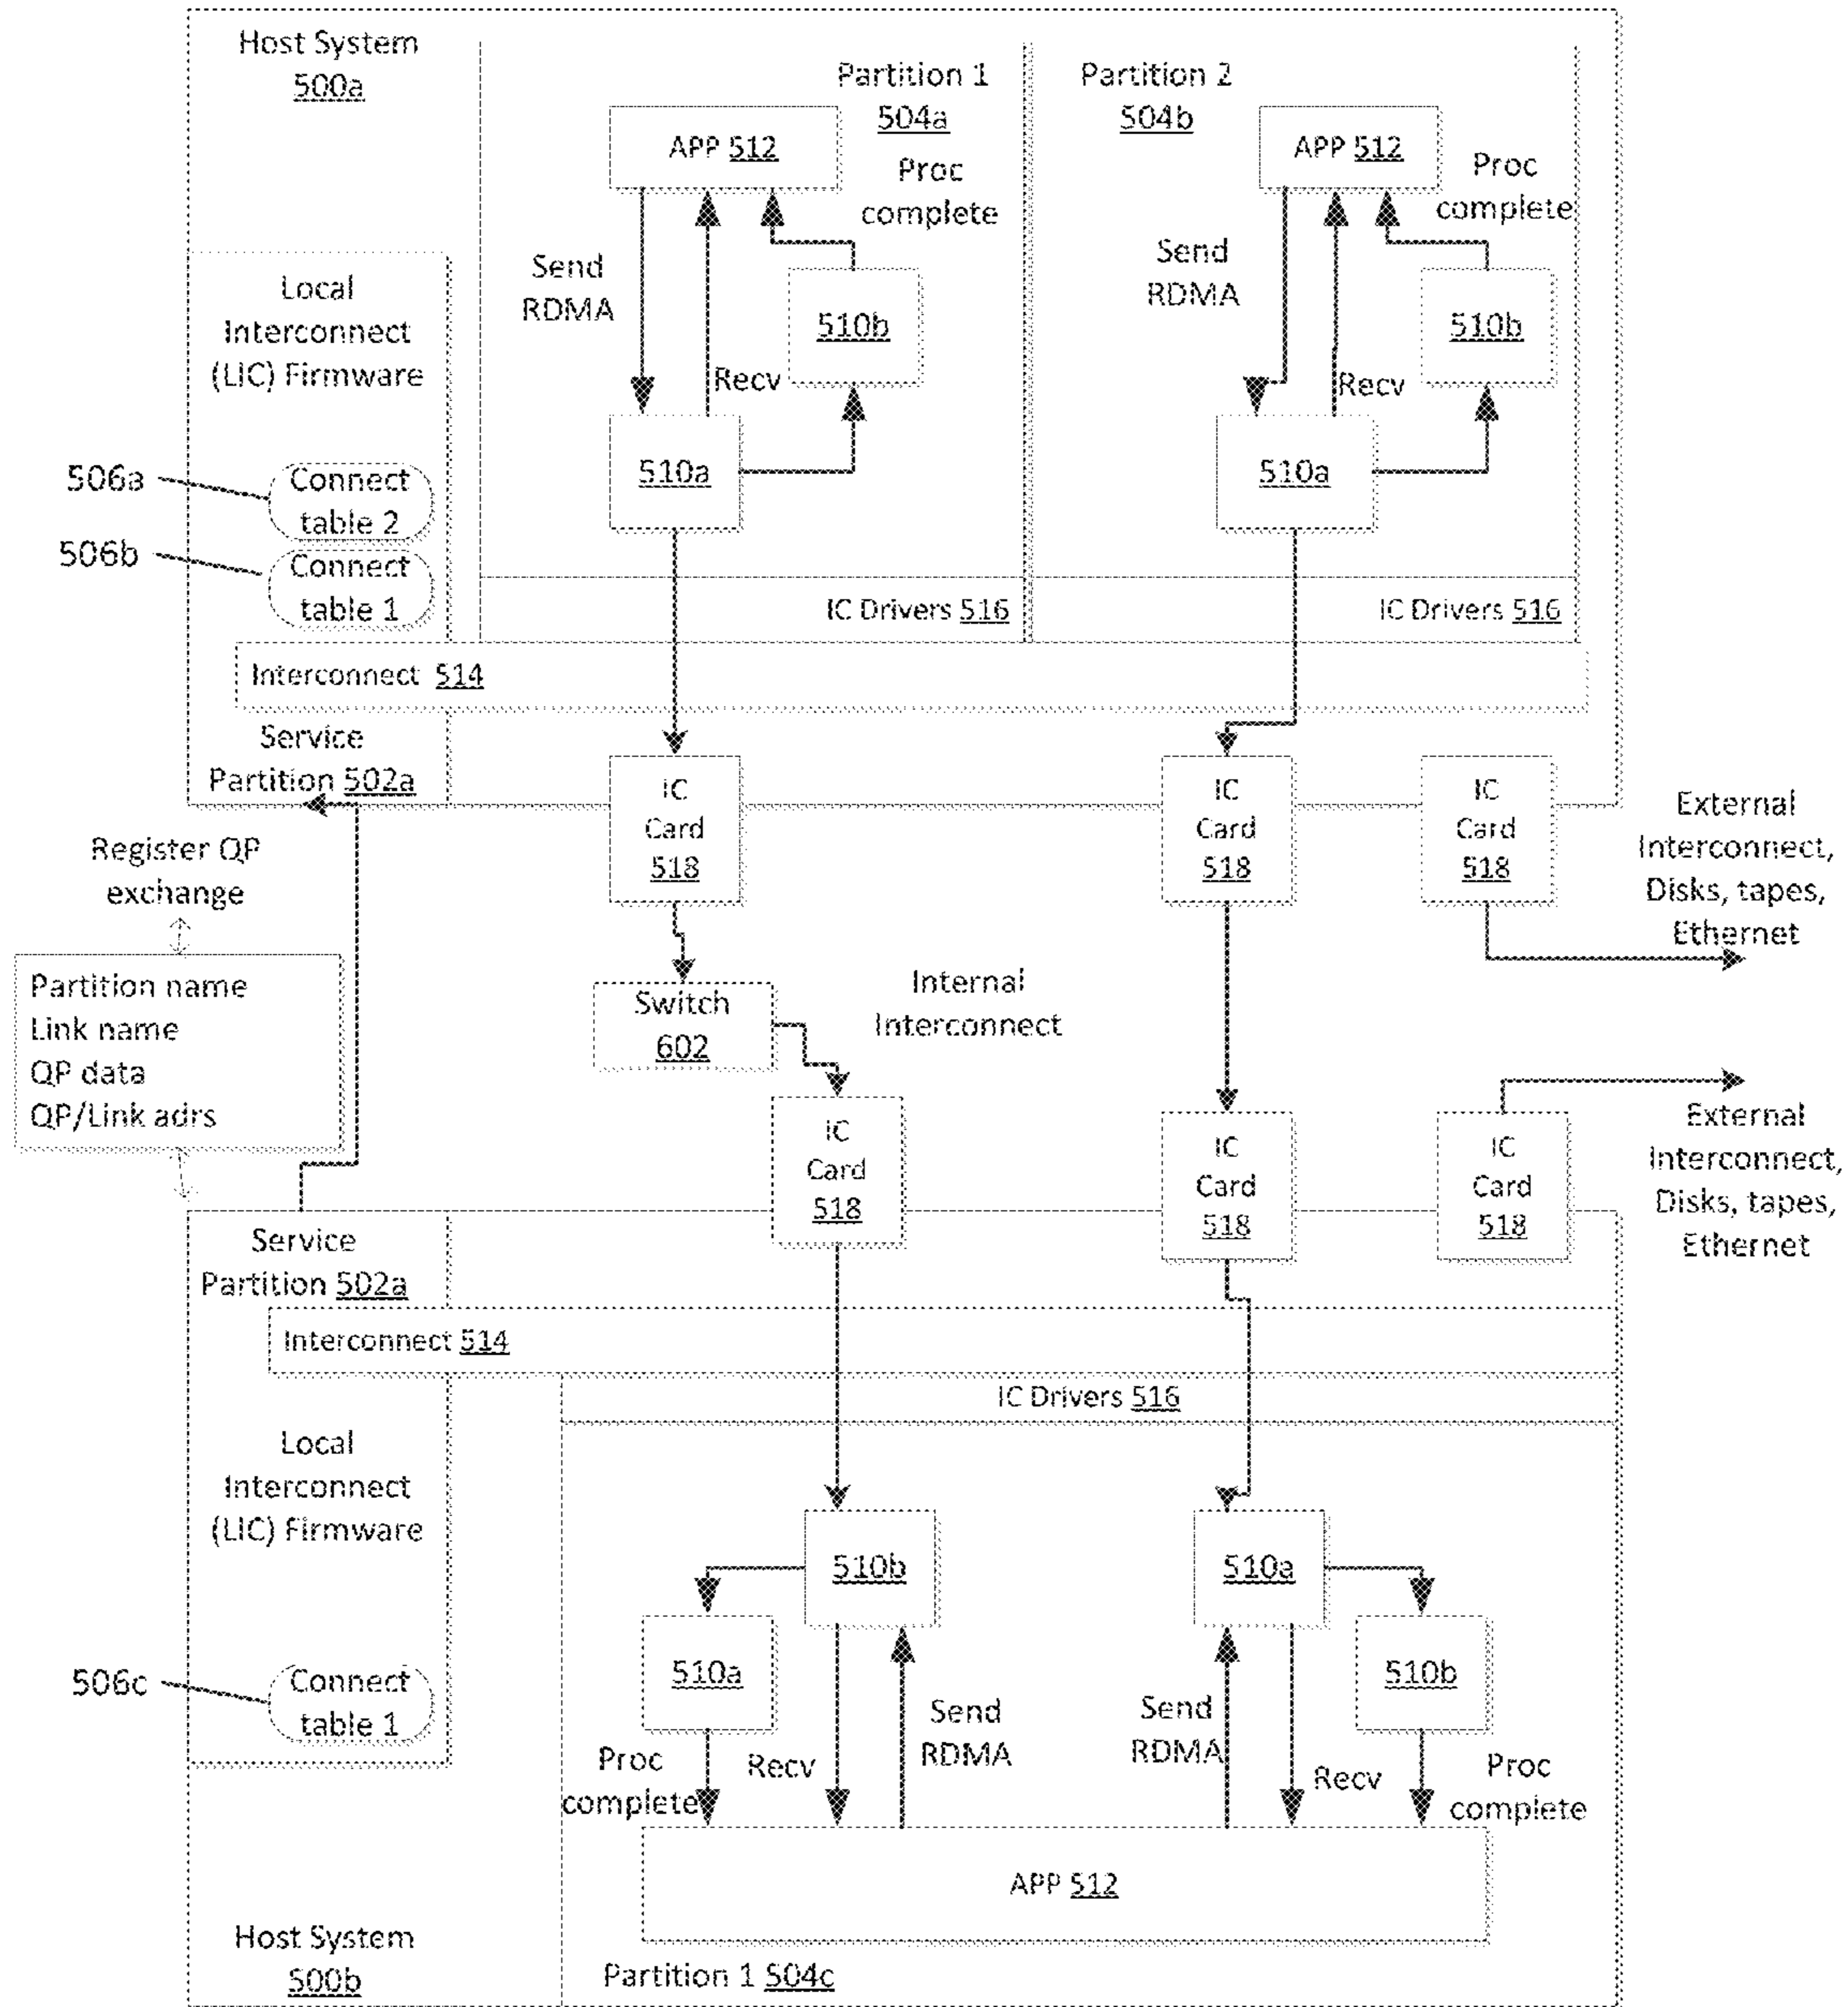 Host System
500a
Partition 1
504a
Partition 2
504b
APP 512
APP 512
Proc
complete
Proc
complete
Send
RDMA
Send
RDMA
Local
Interconnect
(LIC) Firmware
510b
510b
Recv
Recv
510a
510a
506a
Connect
table 2
506b
Connect
table 1
IC Drivers 516
IC Drivers 516
Interconnect 514
Service
Partition 502a
IC
Card
518
IC
Card
518
IC
Card
518
External
Interconnect,
Disks, tapes,
Ethernet
Register QP
exchange
Partition name
Link name
QP data
QP/Link adrs
Switch
602
Internal
Interconnect
IC
Card
518
IC
Card
518
IC
Card
518
External
Interconnect,
Disks, tapes,
Ethernet
Service
Partition 502a
Interconnect 514
IC Drivers 516
Local
Interconnect
(LIC) Firmware
510b
510a
510a
510b
506c
Connect
table 1
Proc
complete
Recv
Send
RDMA
Send
RDMA
Recv
Proc
complete
APP 512
Host System
500b
Partition 1 504c